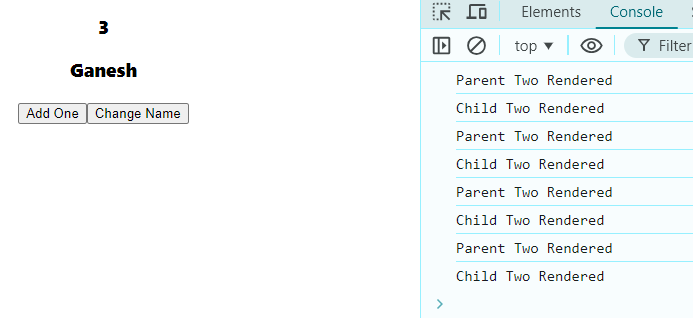 3
Ganesh
Add One Change Name
Elements Console
top Filter
Parent Two Rendered
Child Two Rendered
Parent Two Rendered
Child Two Rendered
Parent Two Rendered
Child Two Rendered
Parent Two Rendered
Child Two Rendered